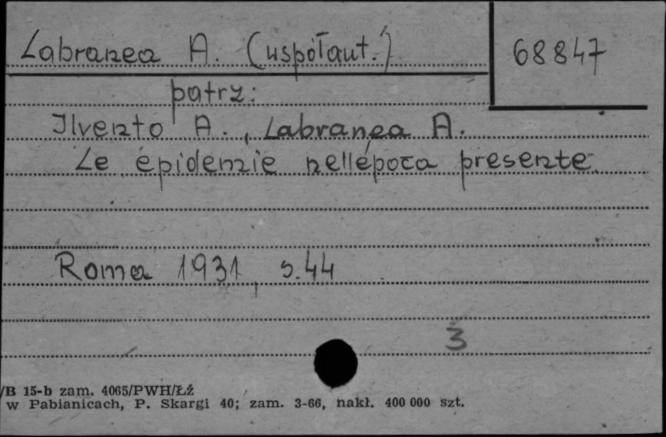 Labranca A. (współaut.)
68847
patrz:
Ilvento A., Labranca A.
Le epidemie nell'epoca presente.
Roma 1931, s.44
3
/B 15-b zam. 4065/PWH/Łź
w Pabianicach, P. Skargi 40; zam. 3-66, nakł. 400 000 szt.